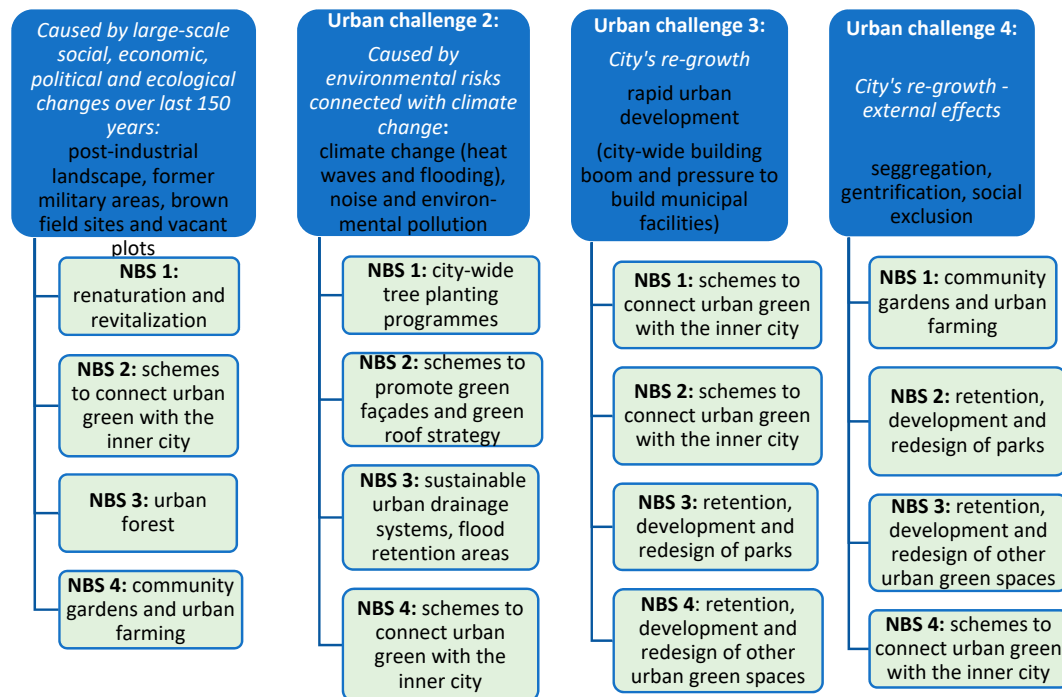 Caused by large-scale
social, economic,
political and ecological
changes over last 150
years:
post-industrial
landscape, former
military areas, brown
field sites and vacant
plots
NBS 1:
renaturation and
revitalization
NBS 2: schemes
to connect urban
green with the
inner city
NBS 3: urban
forest
NBS 4: community
gardens and urban
farming
Urban challenge 2:
Caused by
environmental risks
connected with climate
change:
climate change (heat
waves and flooding),
noise and environ-
mental pollution
NBS 1: city-wide
tree planting
programmes
NBS 2: schemes to
promote green
façades and green
roof strategy
NBS 3: sustainable
urban drainage
systems, flood
retention areas
NBS 4: schemes to
connect urban
green with the
inner city
Urban challenge 3:
City's re-growth
rapid urban
development
(city-wide building
boom and pressure to
build municipal
facilities)
NBS 1: schemes to
connect urban green
with the inner city
NBS 2: schemes to
connect urban green
with the inner city
NBS 3: retention,
development and
redesign of parks
NBS 4: retention,
development and
redesign of other
urban green spaces
Urban challenge 4:
City's re-growth -
external effects
seggregation,
gentrification, social
exclusion
NBS 1: community
gardens and urban
farming
NBS 2: retention,
development and
redesign of parks
NBS 3: retention,
development and
redesign of other
urban green spaces
NBS 4: schemes to
connect urban green
with the inner city